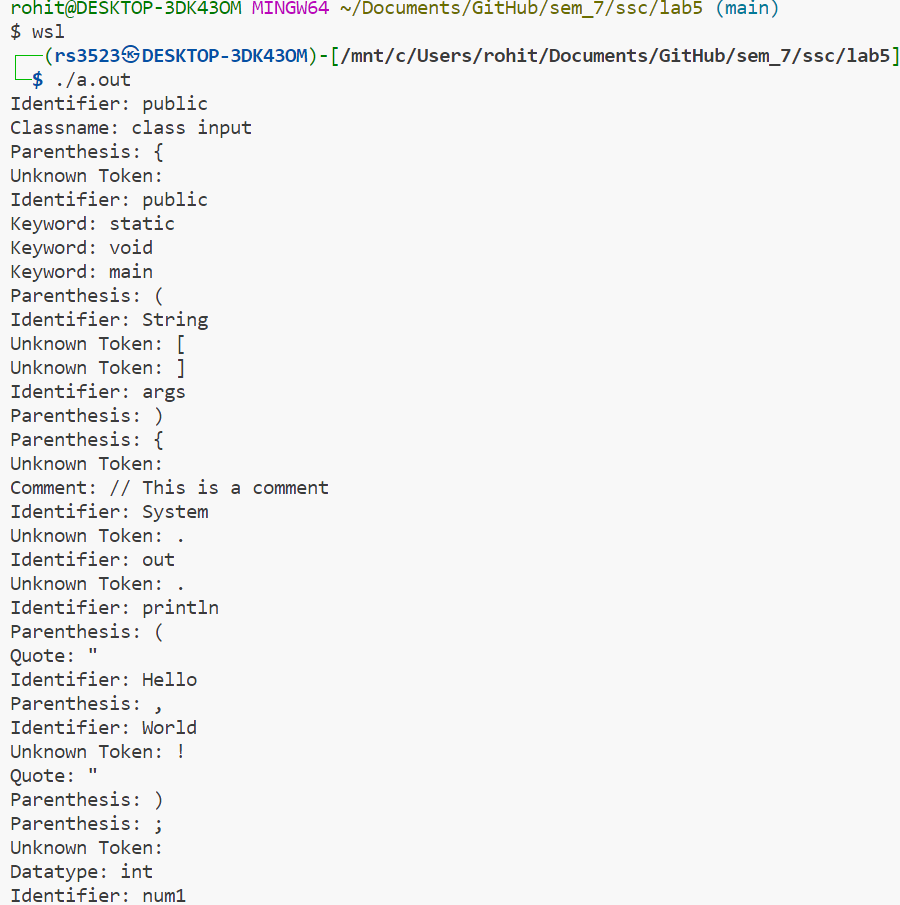 rohit@DESKTOP-3DK43OM MINGW64 ~/Documents/GitHub/sem_7/ssc/lab5 (main)
$ wsl
┌──(rs3523㉿DESKTOP-3DK43OM)-[/mnt/c/Users/rohit/Documents/GitHub/sem_7/ssc/lab5]
└─$ ./a.out
Identifier: public
Classname: class input
Parenthesis: {
Unknown Token:
Identifier: public
Keyword: static
Keyword: void
Keyword: main
Parenthesis: (
Identifier: String
Unknown Token: [
Unknown Token: ]
Identifier: args
Parenthesis: )
Parenthesis: {
Unknown Token:
Comment: // This is a comment
Identifier: System
Unknown Token: .
Identifier: out
Unknown Token: .
Identifier: println
Parenthesis: (
Quote: "
Identifier: Hello
Parenthesis: ,
Identifier: World
Unknown Token: !
Quote: "
Parenthesis: )
Parenthesis: ;
Unknown Token:
Datatype: int
Identifier: num1